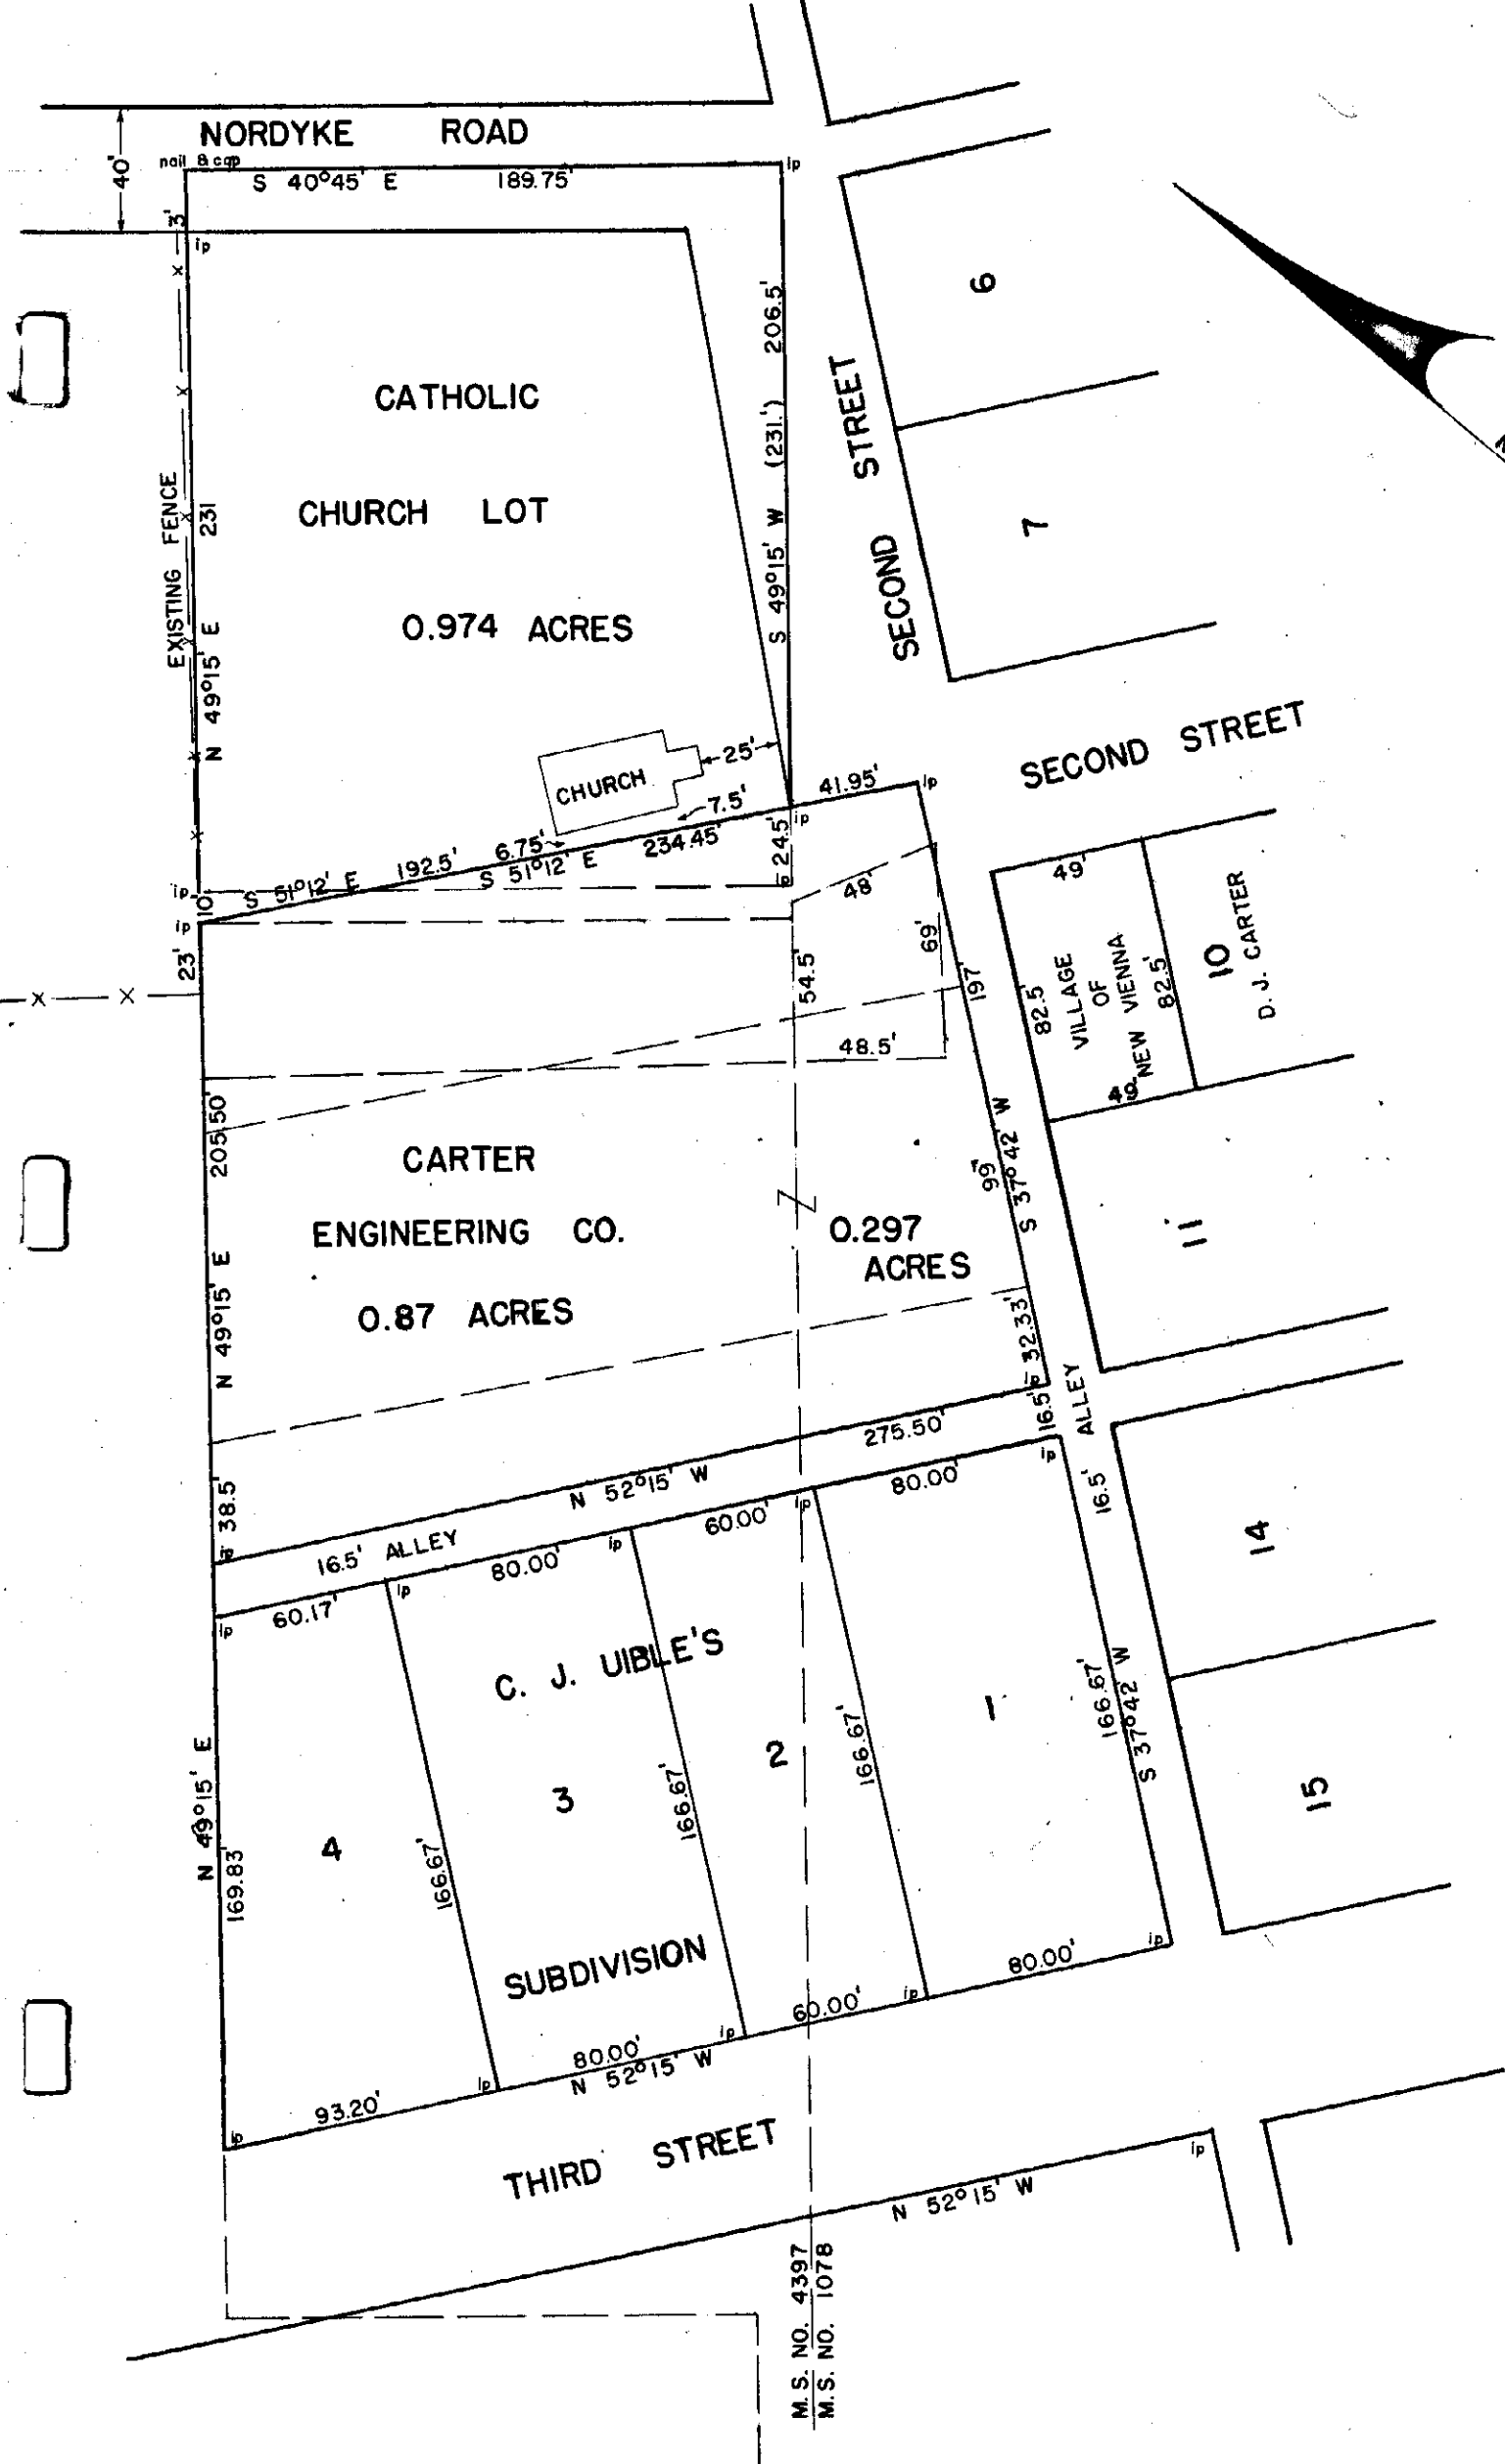 NORDYKE ROAD
40'
nail & cap
S 40°45' E 189.75'
ip
3'
ip
EXISTING FENCE
N 49°15' E 231
CATHOLIC
CHURCH LOT
0.974 ACRES
S 49°15' W (231.') 206.5'
SECOND STREET
6
7
SECOND STREET
CHURCH
25'
7.5'
6.75'
41.95'
ip
ip
24.5'
ip
S 51°12' E 192.5'
S 51°12' E 234.45'
ip
10'
ip
23'
48'
69'
54.5'
48.5'
197'
49'
82.5'
VILLAGE
OF
NEW VIENNA
82.5'
49'
10
D. J. CARTER
11
N 49°15' E 205.50'
CARTER
ENGINEERING CO.
0.87 ACRES
0.297
ACRES
99'
S 37°42' W
32.33'
ip
16.5'
ALLEY
275.50'
N 52°15' W
38.5'
ip
16.5' ALLEY
60.17'
ip
ip
80.00'
ip
60.00'
ip
80.00'
ip
16.5'
14
15
C. J. UIBLE'S
SUBDIVISION
1
2
3
4
166.67'
166.67'
166.67'
166.67'
S 37°42' W
N 49°15' E
169.83'
93.20'
ip
ip
80.00'
N 52°15' W
ip
60.00'
ip
80.00'
ip
THIRD STREET
N 52°15' W
ip
M. S. NO. 4397
M. S. NO. 1078